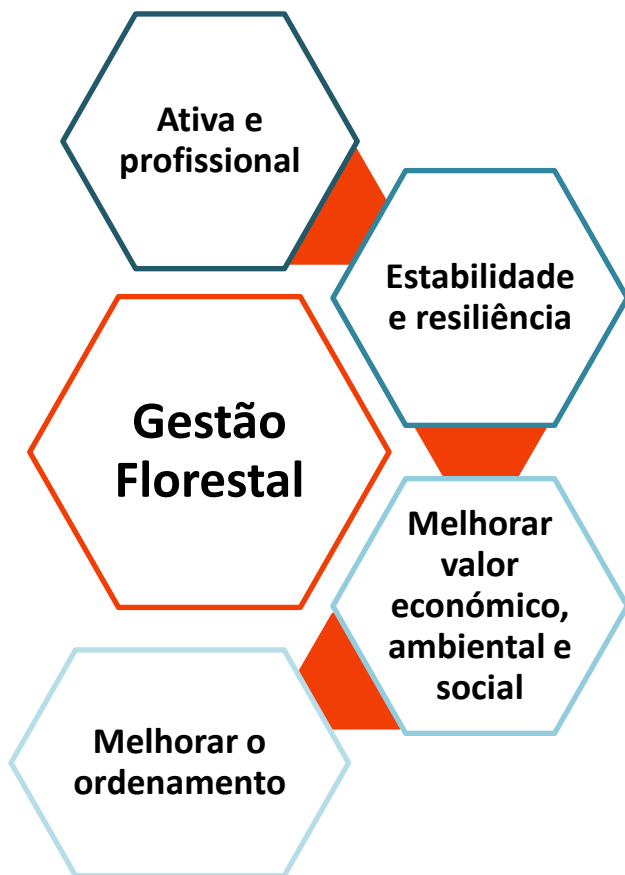 Ativa e
profissional
Estabilidade
e resiliência
Gestão
Florestal
Melhorar
valor
económico,
ambiental e
social
Melhorar o
ordenamento